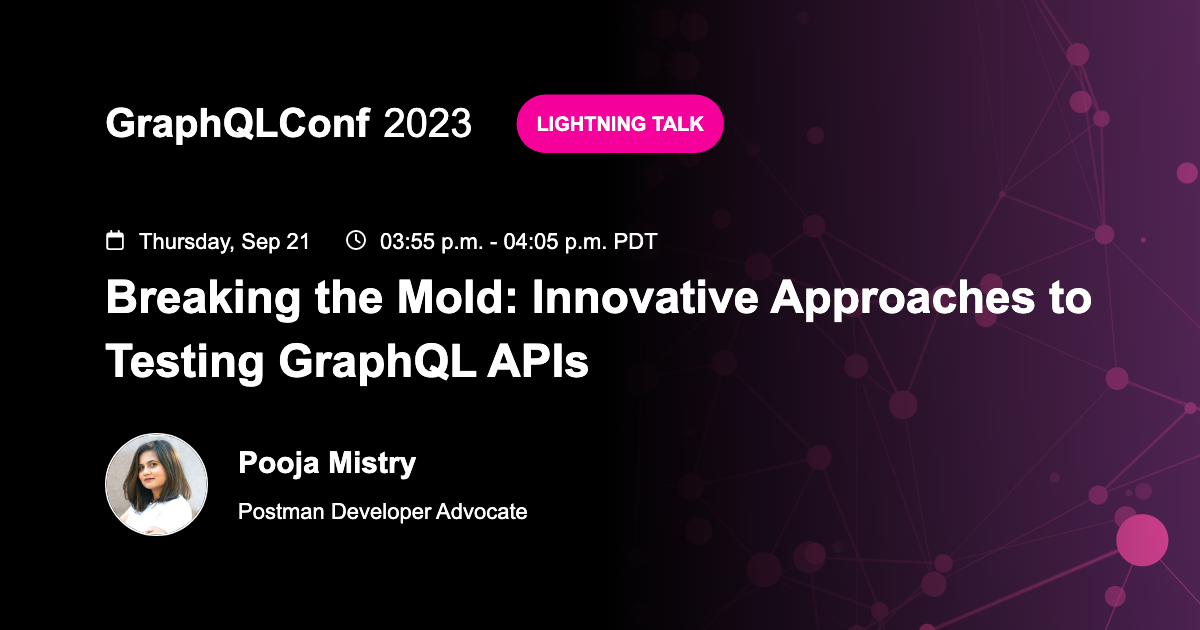 GraphQLConf 2023
LIGHTNING TALK
Thursday, Sep 21 03:55 p.m. - 04:05 p.m. PDT
Breaking the Mold: Innovative Approaches to
Testing GraphQL APIs
Pooja Mistry
Postman Developer Advocate